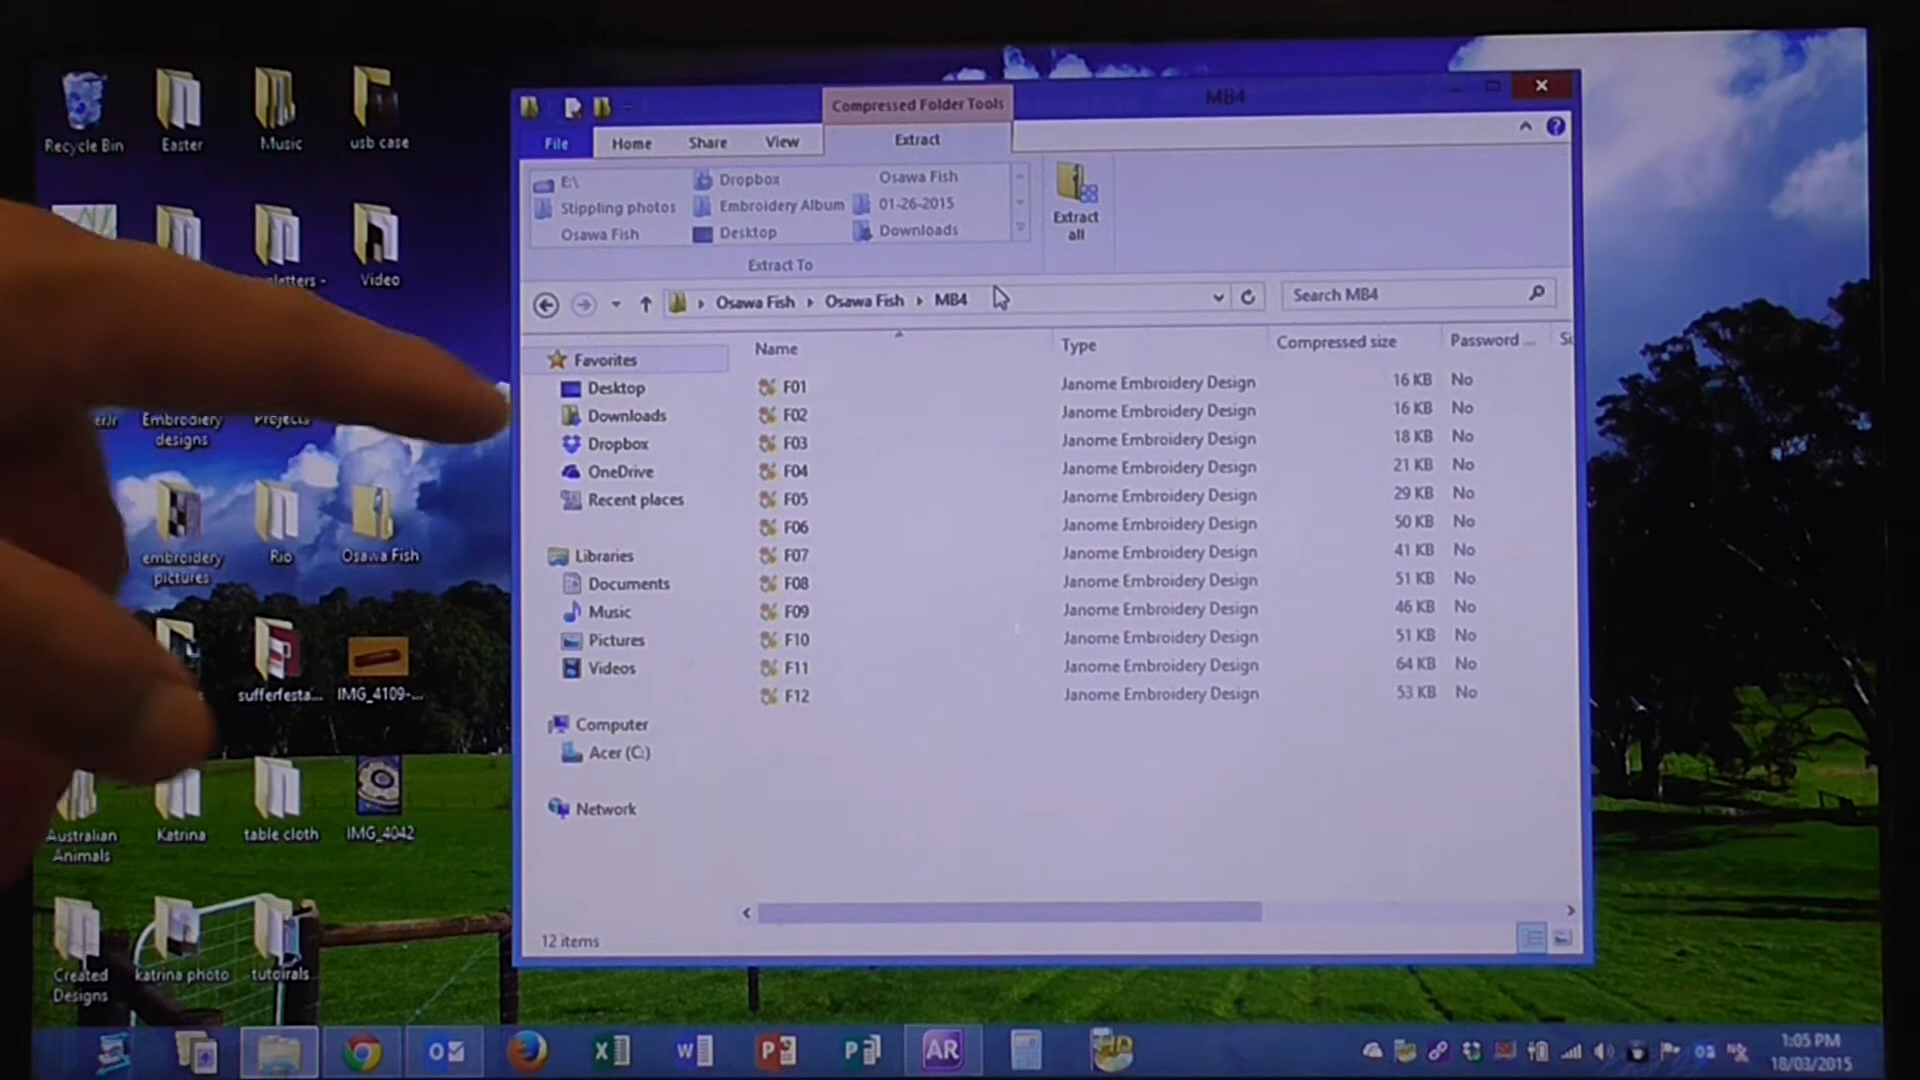 Recycle Bin
Easter
Music
usb case
Video
Embrodiery
designs
Projects
embroidery
pictures
Rio
Osawa Fish
sufferfesta...
IMG_4109-...
Australian
Animals
Katrina
table cloth
IMG_4042
Created
Designs
katrina photo
tutoirals
Compressed Folder Tools
MB4
File
Home
Share
View
Extract
E:\
Dropbox
Osawa Fish
Stippling photos
Embroidery Album
01-26-2015
Osawa Fish
Desktop
Downloads
Extract To
Extract
all
Osawa Fish
Osawa Fish
MB4
Search MB4
Favorites
Desktop
Downloads
Dropbox
OneDrive
Recent places
Libraries
Documents
Music
Pictures
Videos
Computer
Acer (C:)
Network
Name Type Compressed size Password ...
F01 Janome Embroidery Design 16 KB No
F02 Janome Embroidery Design 16 KB No
F03 Janome Embroidery Design 18 KB No
F04 Janome Embroidery Design 21 KB No
F05 Janome Embroidery Design 29 KB No
F06 Janome Embroidery Design 50 KB No
F07 Janome Embroidery Design 41 KB No
F08 Janome Embroidery Design 51 KB No
F09 Janome Embroidery Design 46 KB No
F10 Janome Embroidery Design 51 KB No
F11 Janome Embroidery Design 64 KB No
F12 Janome Embroidery Design 53 KB No
12 items
AR
1:05 PM
18/03/2015